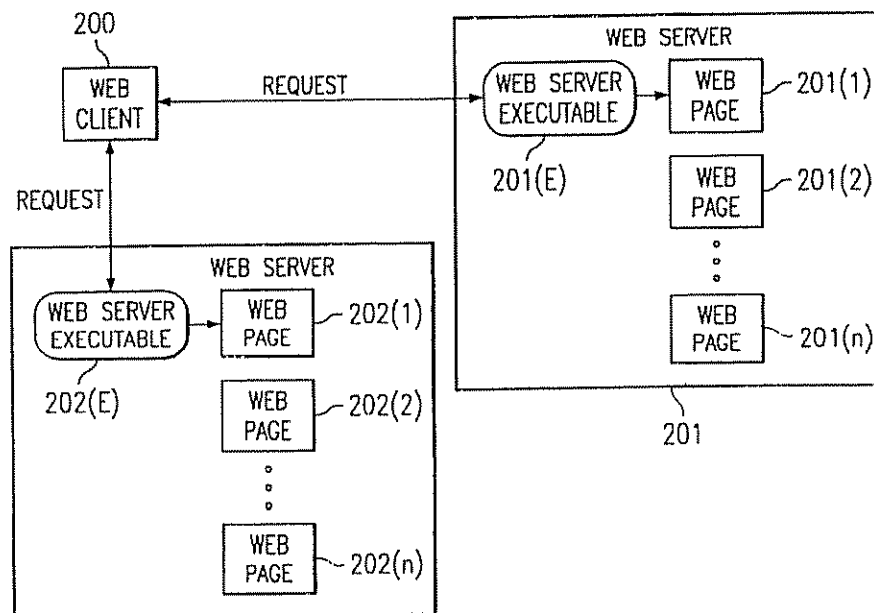 200
WEB
CLIENT
REQUEST
REQUEST
WEB SERVER
WEB SERVER
EXECUTABLE
201(E)
WEB
PAGE
201(1)
WEB
PAGE
201(2)
WEB
PAGE
201(n)
201
WEB SERVER
WEB SERVER
EXECUTABLE
202(E)
WEB
PAGE
202(1)
WEB
PAGE
202(2)
WEB
PAGE
202(n)